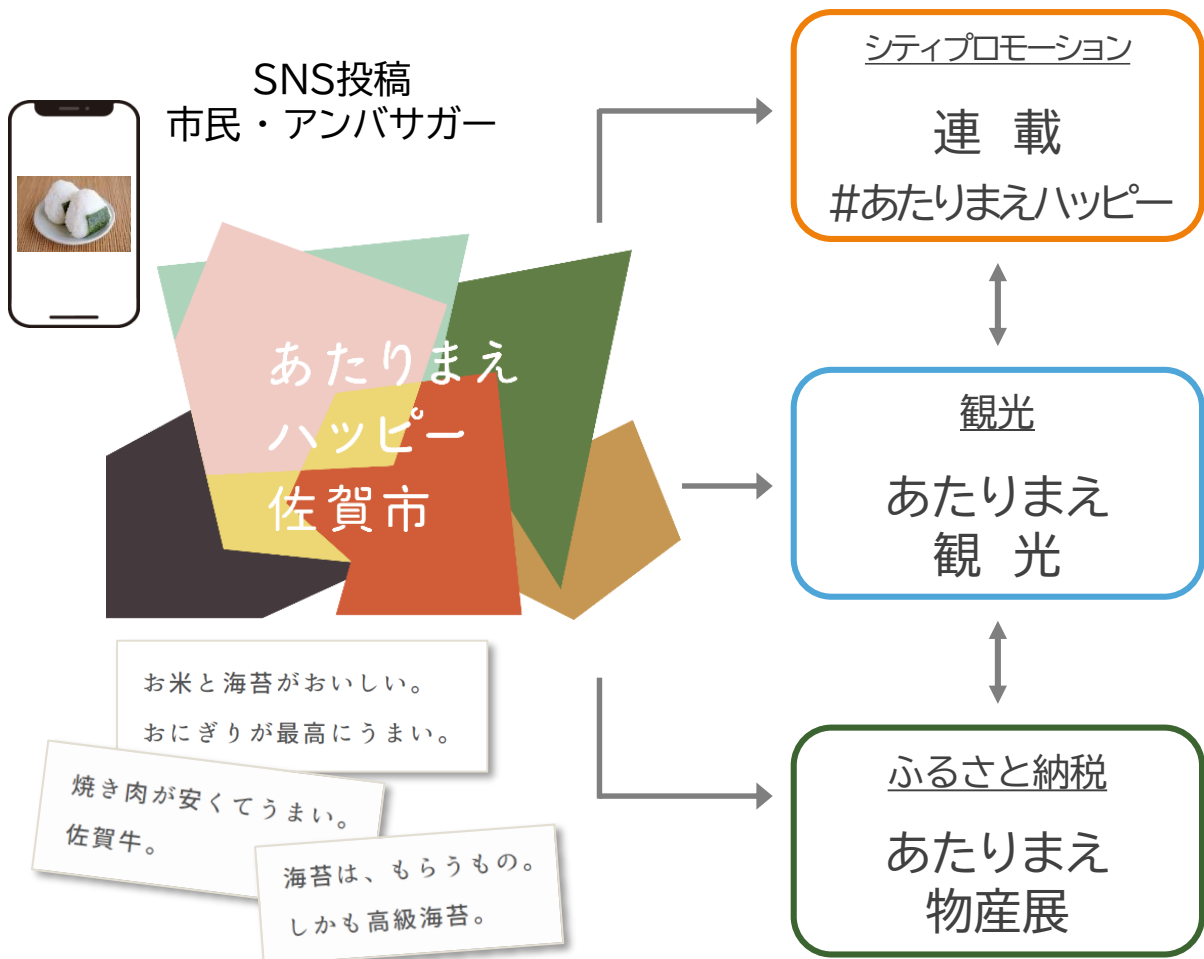 SNS投稿
市民・アンバサガー
あたりまえ
ハッピー
佐賀市
お米と海苔がおいしい。
おにぎりが最高にうまい。
焼き肉が安くてうまい。
佐賀牛。
海苔は、もらうもの。
しかも高級海苔。
シティプロモーション
連 載
#あたりまえハッピー
観光
あたりまえ
観 光
ふるさと納税
あたりまえ
物産展